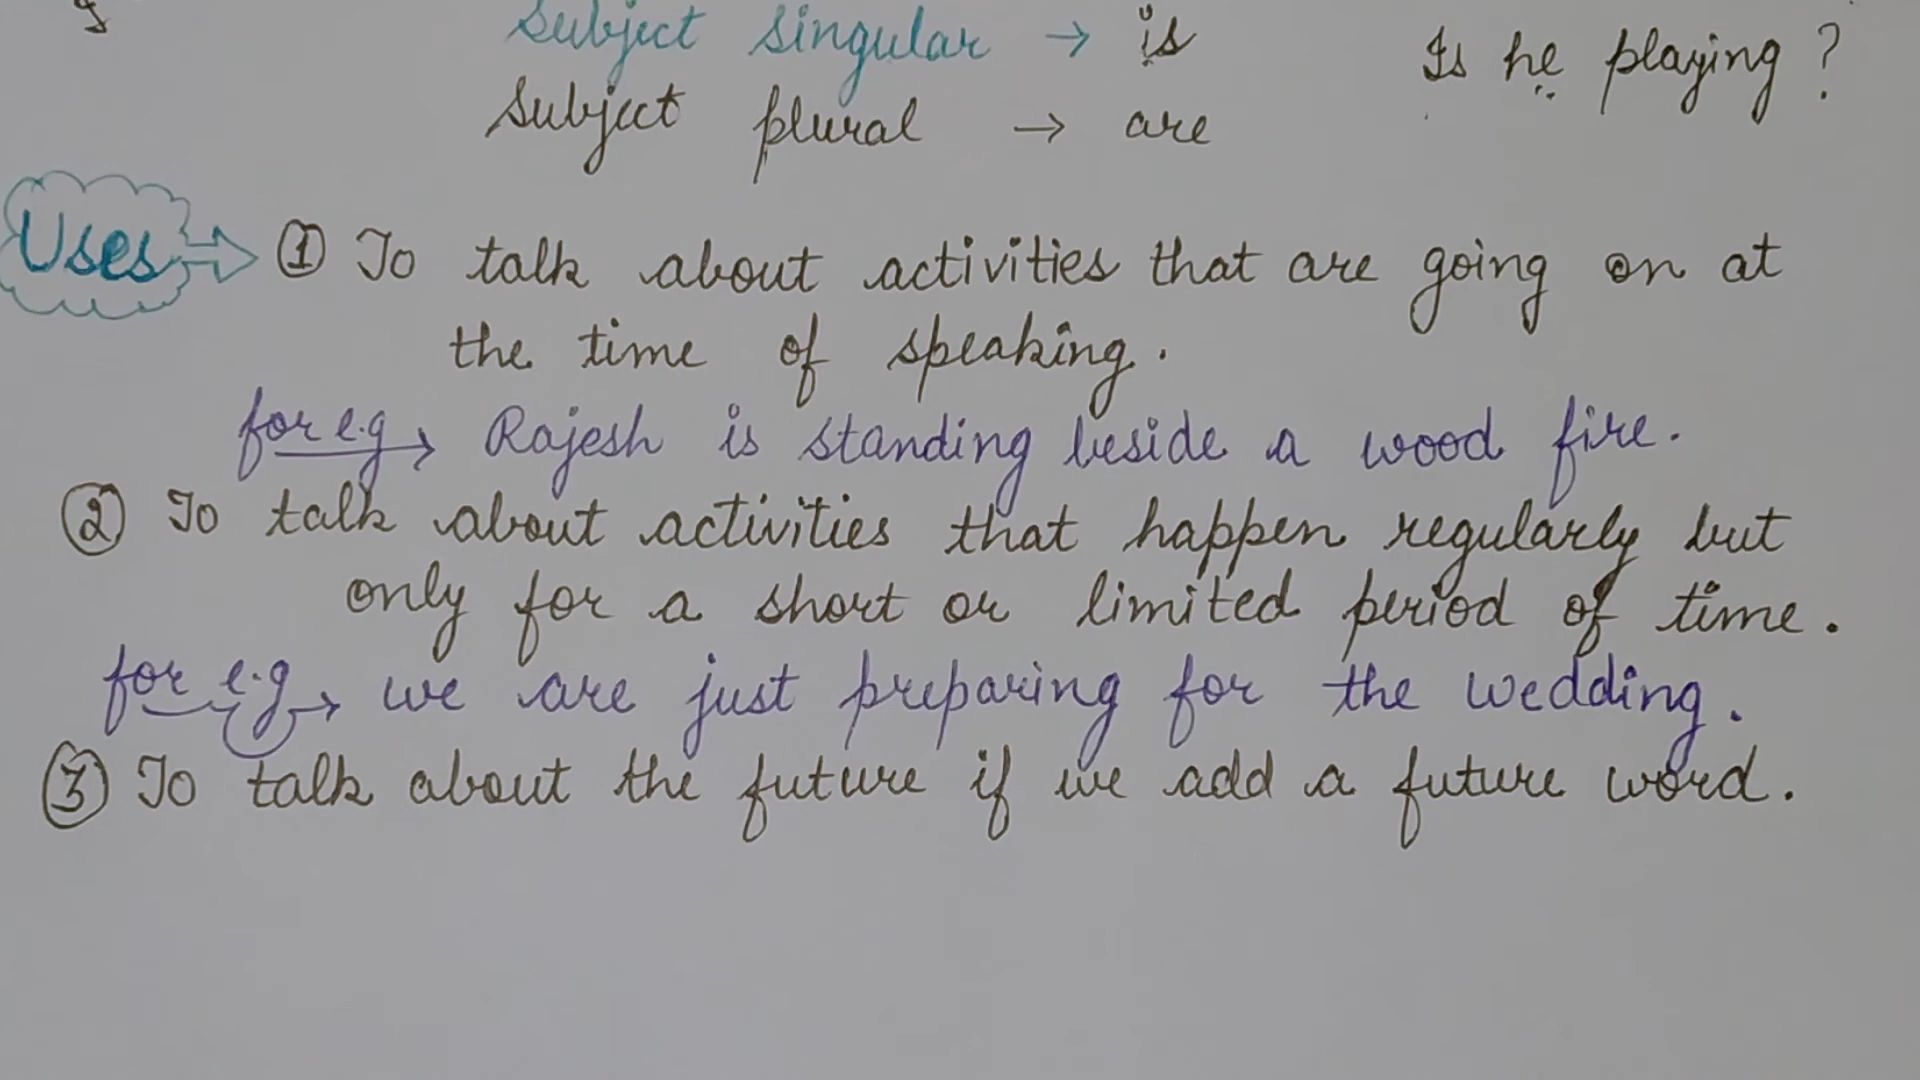 Subject singular → is
Is he playing ?
Subject plural → are
Uses ⇒ ① To talk about activities that are going on at
the time of speaking.
for e.g → Rajesh is standing beside a wood fire.
② To talk about activities that happen regularly but
only for a short or limited period of time.
for e.g → we are just preparing for the wedding.
③ To talk about the future if we add a future word.